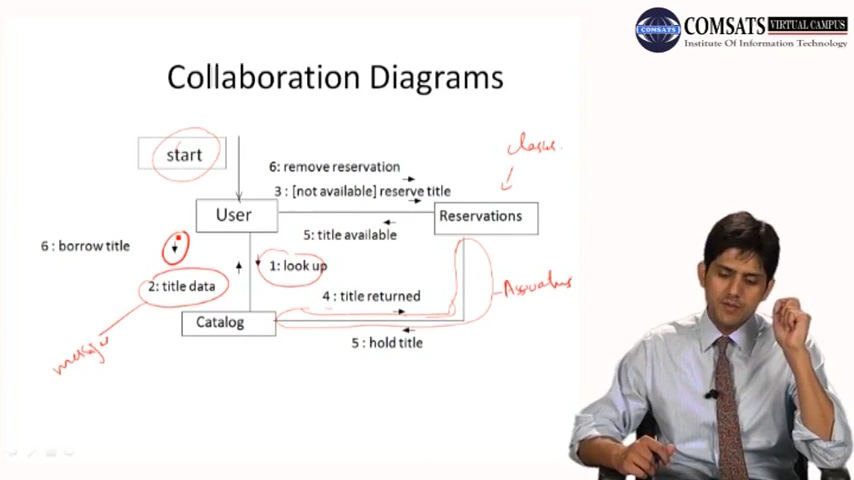 COMSATS
VIRTUAL CAMPUS
COMSATS
Institute Of Information Technology
Collaboration Diagrams
start
6: remove reservation
3 : [not available] reserve title
User
Reservations
5: title available
6 : borrow title
1: look up
2: title data
4 : title returned
Catalog
5 : hold title